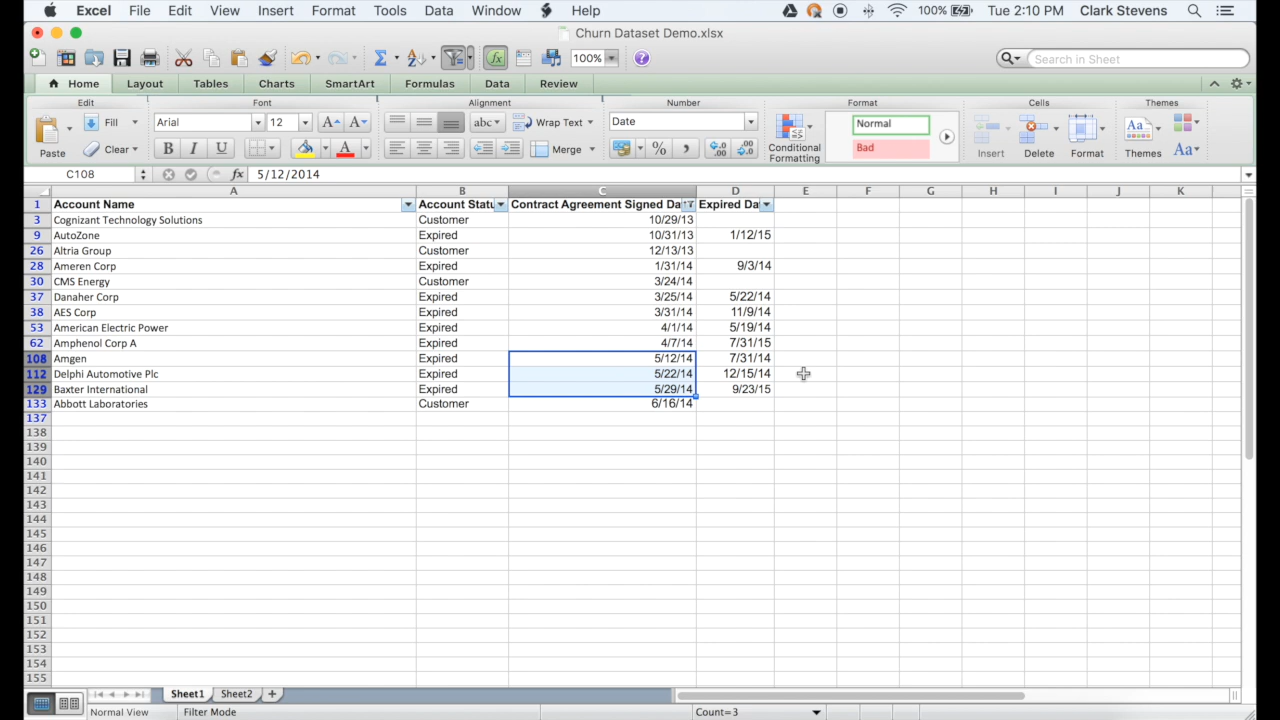 Excel File Edit View Insert Format Tools Data Window Help 100% Tue 2:10 PM Clark Stevens
Churn Dataset Demo.xlsx
100% Search in Sheet
Home Layout Tables Charts SmartArt Formulas Data Review
Edit Font Alignment Number Format Cells Themes
Fill Arial 12 A A abc Wrap Text Date Normal
Paste Clear B I U A Merge % Conditional Formatting Bad Insert Delete Format Themes Aa
C108 fx 5/12/2014
A B C D E F G H I J K
1 Account Name Account Statu Contract Agreement Signed Da Expired Da
3 Cognizant Technology Solutions Customer 10/29/13
9 AutoZone Expired 10/31/13 1/12/15
26 Altria Group Customer 12/13/13
28 Ameren Corp Expired 1/31/14 9/3/14
30 CMS Energy Customer 3/24/14
37 Danaher Corp Expired 3/25/14 5/22/14
38 AES Corp Expired 3/31/14 11/9/14
53 American Electric Power Expired 4/1/14 5/19/14
62 Amphenol Corp A Expired 4/7/14 7/31/15
108 Amgen Expired 5/12/14 7/31/14
112 Delphi Automotive Plc Expired 5/22/14 12/15/14
129 Baxter International Expired 5/29/14 9/23/15
133 Abbott Laboratories Customer 6/16/14
137
138
139
140
141
142
143
144
145
146
147
148
149
150
151
152
153
154
155
Sheet1 Sheet2
Normal View Filter Mode Count=3